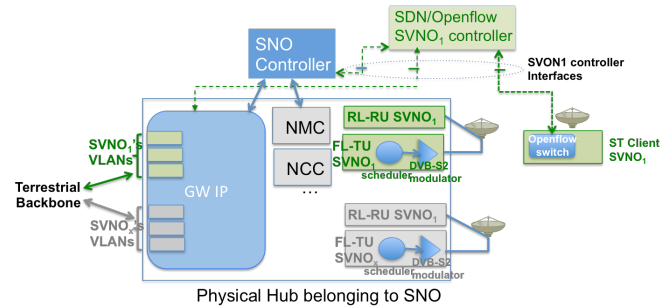 SDN/Openflow
SVNO1 controller
SNO
Controller
SVON1 controller
Interfaces
RL-RU SVNO1
NMC
SVNO1's
VLANs
FL-TU
SVNO1
scheduler
DVB-S2
modulator
Openflow
switch
ST Client
SVNO1
NCC
...
GW IP
Terrestrial
Backbone
SVNOx's
VLANs
RL-RU SVNO1
FL-TU
SVNOx
scheduler
DVB-S2
modulator
Physical Hub belonging to SNO